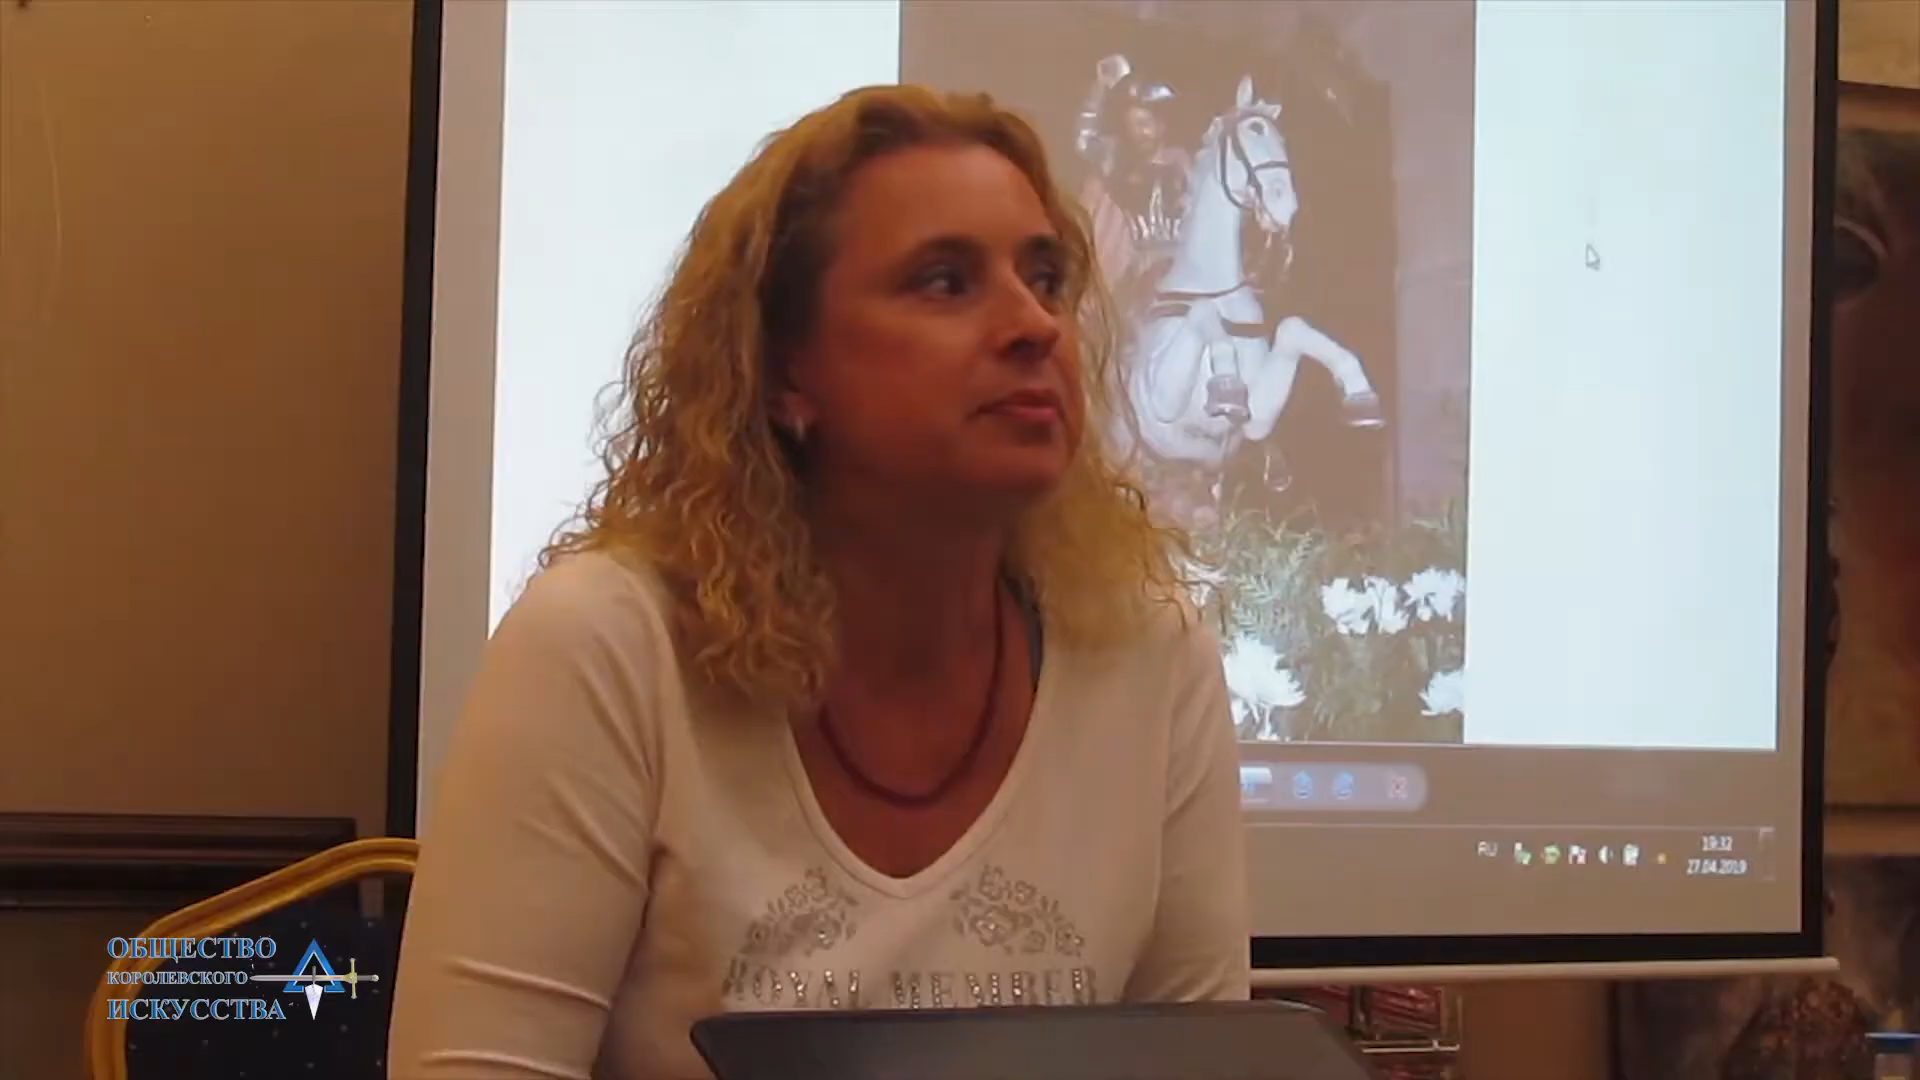 RU
19:32
27.04.2019
ОБЩЕСТВО
КОРОЛЕВСКОГО
ИСКУССТВА
ROYAL MEMBER